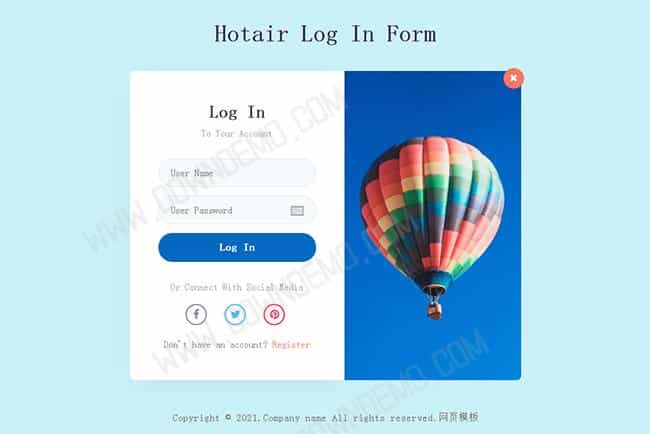 Hotair Log In Form
Log In
To Your Account
User Name
User Password
Log In
Or Connect With Social Media
Don't have an account? Register
Copyright © 2021.Company name All rights reserved.网页模板
WWW.DOWNDEMO.COM
WWW.DOWNDEMO.COM